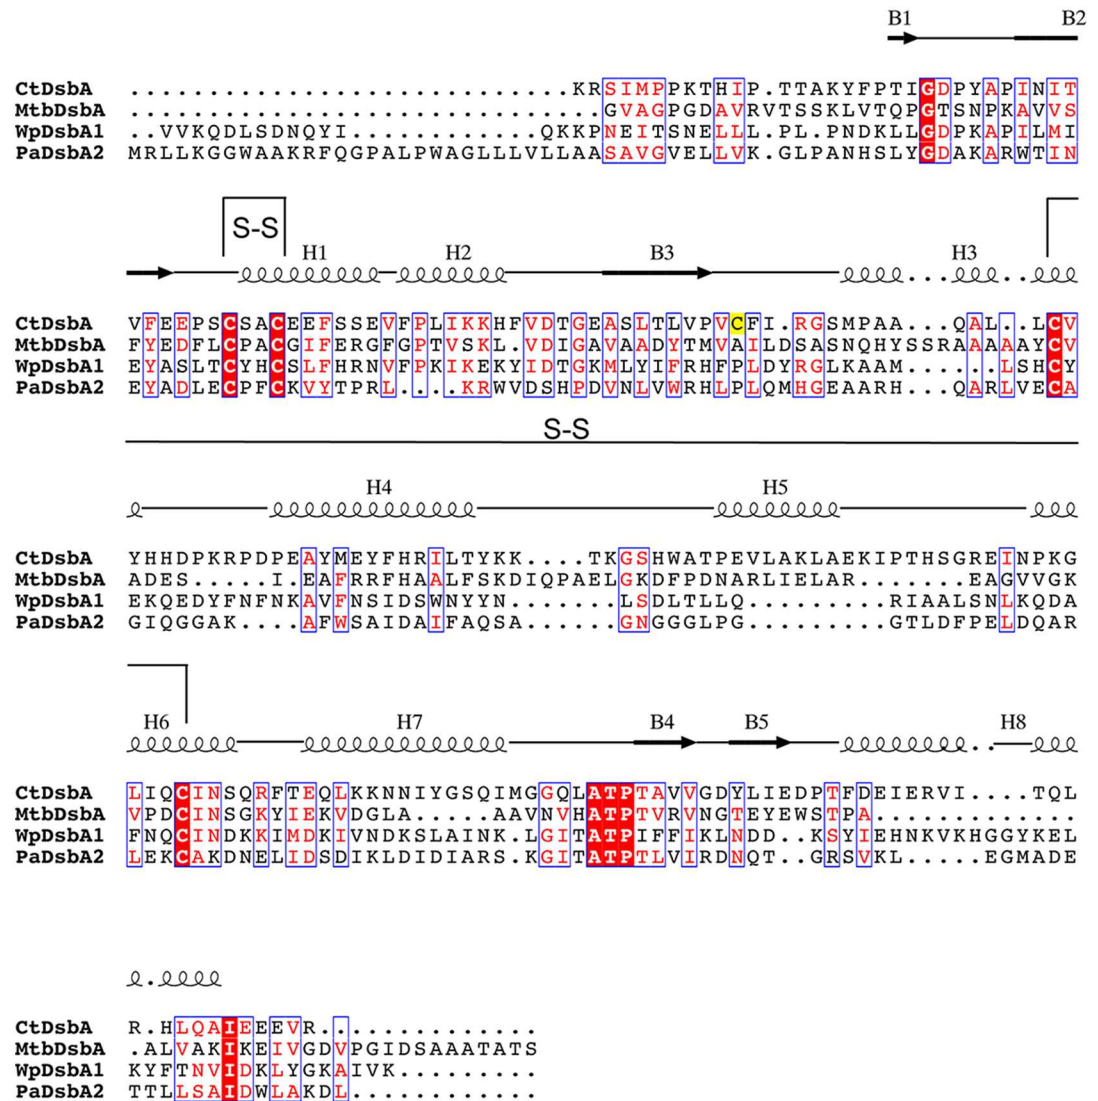 B1 B2
CtDsbA ............................KRSIMPPKTHIP.TTAKYFPTIGDPYAPINIT
MtbDsbA ..............................GVAGPGDAVRVTSSKLVTQPGTSNPKAVVS
WpDsbA1 ..VVKQDLSDNQYI............QKKPNEITSNELLL.PL.PNDKLLGDPKAPILMI
PaDsbA2 MRLLKGGWAAKRFQGPALPWAGLLLVLLAASAVGVELLVK.GLPANHSLYGDAKARWTIN
S-S
H1 H2 B3 H3
CtDsbA VFEEPSCSACEEFSSEVFPLIKKHFVDTGEASLTLVPVCFI.RGSMPAA...QAL..LCV
MtbDsbA FYEDFLCPACGIFERGFGPTVSKL.VDIGAVAADYTMVAILDSASNQHYSSRAAAAAYCV
WpDsbA1 EYASLTCYHCSLFHRNVFPKIKEKYIDTGKMLYIFRHFPLDYRGLKAAM......LSHCY
PaDsbA2 EYADLECPFCKVYTPRL...KRWVDSHPDVNLVWRHLPLQMHGEAARH...QARLVECA
S-S
H4 H5
CtDsbA YHHDPKRPDPEAYMEYFHRILTYKK....TKGSHWATPEVLAKLAEKIPTHSGREINPKG
MtbDsbA ADES.....I.EAFRRFHAALFSKDIQPAELGKDFPDNARLIELAR.......EAGVVGK
WpDsbA1 EKQEDYFNFNKAVFNSIDSWNYYN.......LSDLTLLQ.........RIAALSNLKQDA
PaDsbA2 GIQGGAK....AFWSAIDAIFAQSA......GNGGGLPG.........GTLDFPELDQAR
H6 H7 B4 B5 H8
CtDsbA LIQCINSQRFTEQLKKNNIYGSQIMGGQLATPTAVVGDYLIEDPTFDEIERVI....TQL
MtbDsbA VPDCINSGKYIEKVDGLA.....AAVNVHATPTVRVNGTEYEWSTPA.............
WpDsbA1 FNQCINDKKIMDKIVNDKSLAINK.LGITATPIFFIKLNDD..KSYIEHNKVKHGGYKEL
PaDsbA2 LEKCAKDNELIDSDIKLDIDIARS.KGITATPTLVIRDNQT..GRSVKL.....EGMADE
CtDsbA R.HLQAIEEEVR..............
MtbDsbA .ALVAKIKEIVGDVPGIDSAAATATS
WpDsbA1 KYFTNVIDKLYGKAIVK.........
PaDsbA2 TTLLSAIDWLAKDL............